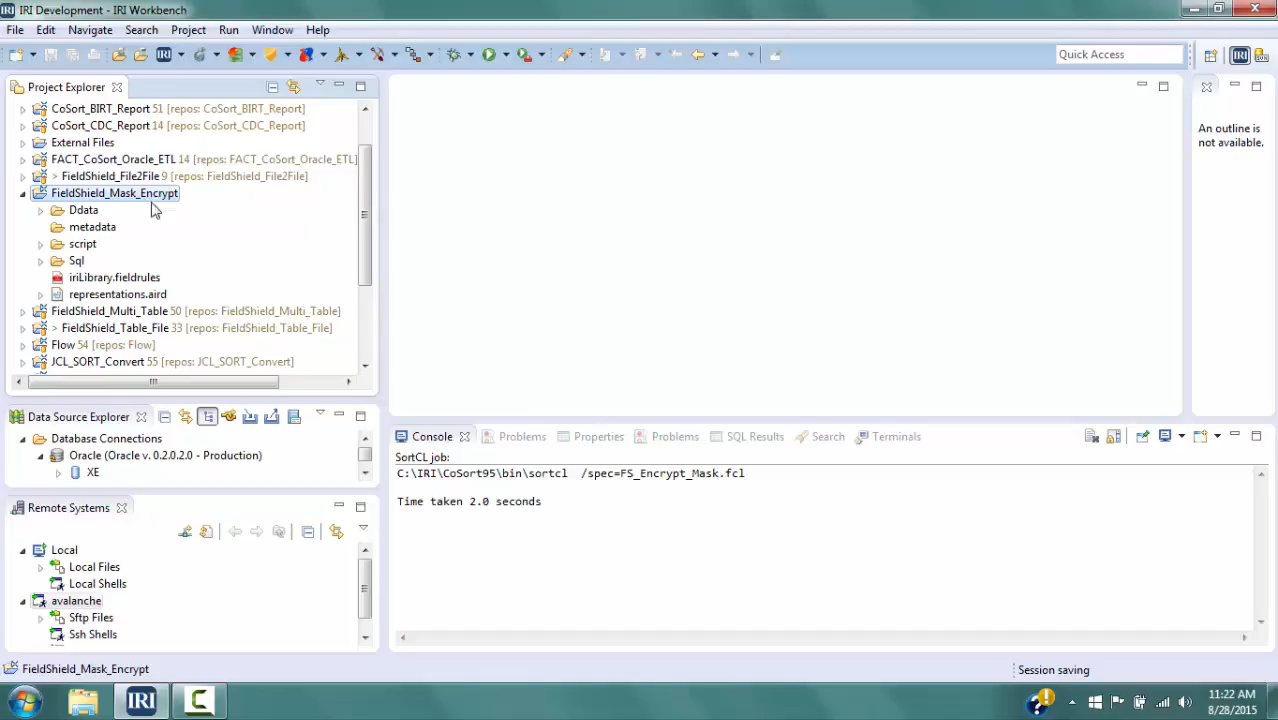 IRI Development - IRI Workbench
File Edit Navigate Search Project Run Window Help
IRI
Quick Access
IRI
Project Explorer
CoSort_BIRT_Report 51 [repos: CoSort_BIRT_Report]
CoSort_CDC_Report 14 [repos: CoSort_CDC_Report]
External Files
FACT_CoSort_Oracle_ETL 14 [repos: FACT_CoSort_Oracle_ETL]
> FieldShield_File2File 9 [repos: FieldShield_File2File]
FieldShield_Mask_Encrypt
Ddata
metadata
script
Sql
iriLibrary.fieldrules
representations.aird
FieldShield_Multi_Table 50 [repos: FieldShield_Multi_Table]
> FieldShield_Table_File 33 [repos: FieldShield_Table_File]
Flow 54 [repos: Flow]
JCL_SORT_Convert 55 [repos: JCL_SORT_Convert]
An outline is
not available.
Data Source Explorer
Database Connections
Oracle (Oracle v. 0.2.0.2.0 - Production)
XE
Remote Systems
Local
Local Files
Local Shells
avalanche
Sftp Files
Ssh Shells
Console Problems Properties Problems SQL Results Search Terminals
SortCL job:
C:\IRI\CoSort95\bin\sortcl /spec=FS_Encrypt_Mask.fcl
Time taken 2.0 seconds
FieldShield_Mask_Encrypt
Session saving
IRI
C
11:22 AM
8/28/2015